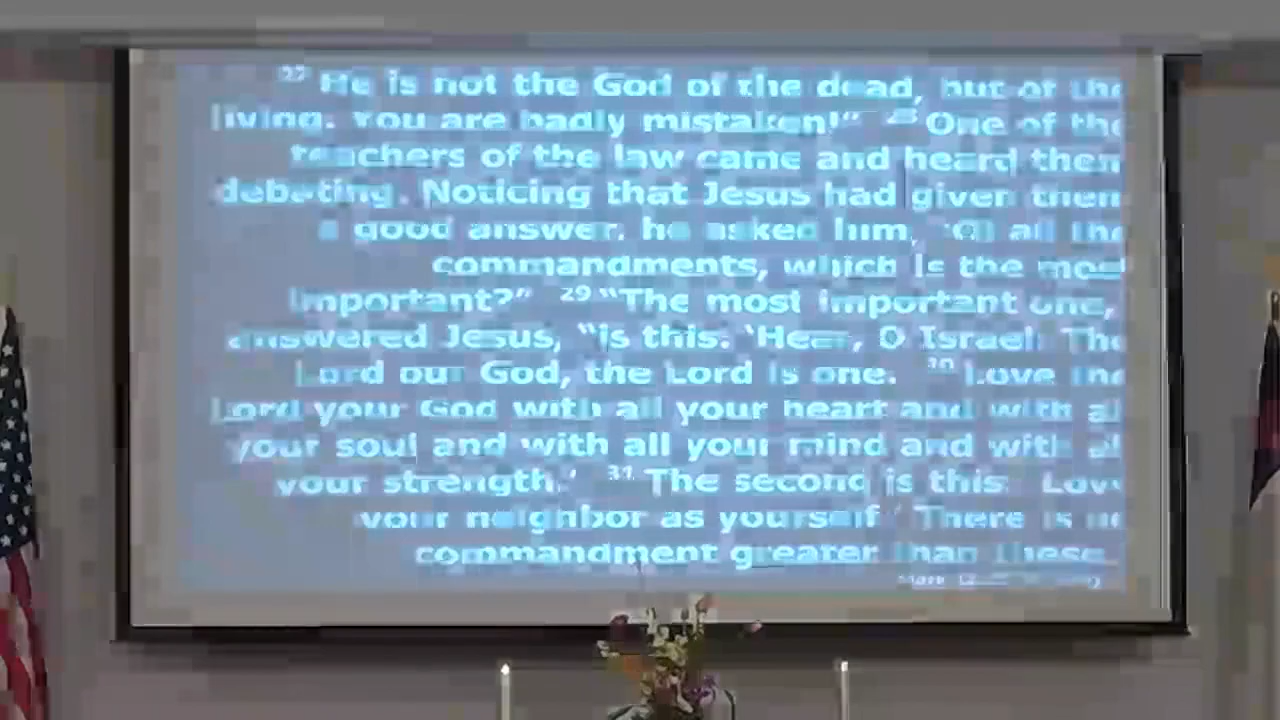 27 He is not the God of the dead, but of the
living. You are badly mistaken!” 28 One of the
teachers of the law came and heard them
debating. Noticing that Jesus had given them
a good answer, he asked him, “Of all the
commandments, which is the most
important?” 29 “The most important one,
answered Jesus, “is this: ‘Hear, O Israel: The
Lord our God, the Lord is one. 30 Love the
Lord your God with all your heart and with al
your soul and with all your mind and with al
your strength.’ 31 The second is this: Love
your neighbor as yourself.’ There is no
commandment greater than these.
Mark